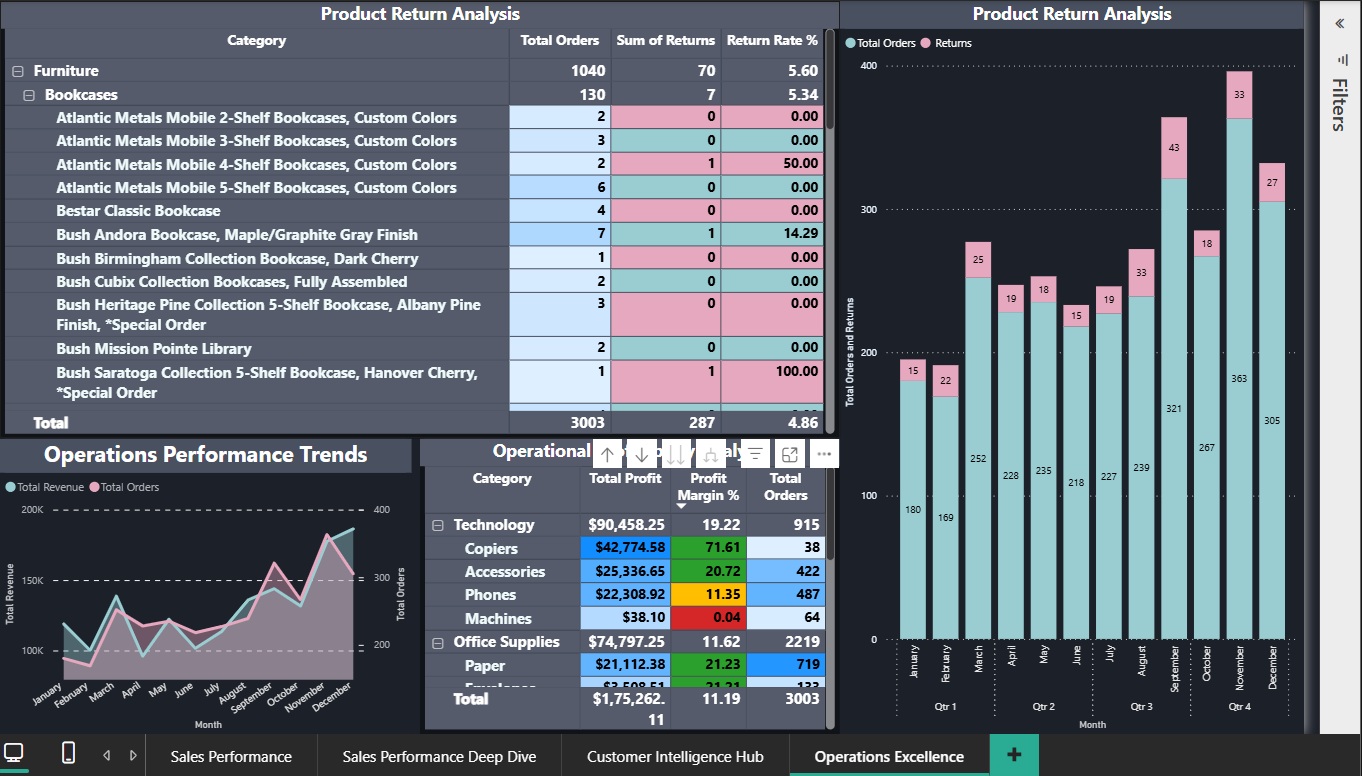 Product Return Analysis
Category Total Orders Sum of Returns Return Rate %
Furniture 1040 70 5.60
Bookcases 130 7 5.34
Atlantic Metals Mobile 2-Shelf Bookcases, Custom Colors 2 0 0.00
Atlantic Metals Mobile 3-Shelf Bookcases, Custom Colors 3 0 0.00
Atlantic Metals Mobile 4-Shelf Bookcases, Custom Colors 2 1 50.00
Atlantic Metals Mobile 5-Shelf Bookcases, Custom Colors 6 0 0.00
Bestar Classic Bookcase 4 0 0.00
Bush Andora Bookcase, Maple/Graphite Gray Finish 7 1 14.29
Bush Birmingham Collection Bookcase, Dark Cherry 1 0 0.00
Bush Cubix Collection Bookcases, Fully Assembled 2 0 0.00
Bush Heritage Pine Collection 5-Shelf Bookcase, Albany Pine 3 0 0.00
Finish, *Special Order
Bush Mission Pointe Library 2 0 0.00
Bush Saratoga Collection 5-Shelf Bookcase, Hanover Cherry, 1 1 100.00
*Special Order
Total 3003 287 4.86
Operations Performance Trends
Total Revenue Total Orders
200K 400
150K 300
100K 200
Total Revenue
Total Orders
January February March April May June July August September October November December
Month
Operational
Category Total Profit Profit Total
Margin % Orders
Technology $90,458.25 19.22 915
Copiers $42,774.58 71.61 38
Accessories $25,336.65 20.72 422
Phones $22,308.92 11.35 487
Machines $38.10 0.04 64
Office Supplies $74,797.25 11.62 2219
Paper $21,112.38 21.23 719
Total $1,75,262. 11.19 3003
11
Product Return Analysis
Total Orders Returns
400
300
200
100
0
Total Orders and Returns
15 22 25 19 18 15 19 33 43 18 33 27
180 169 252 228 235 218 227 239 321 267 363 305
January February March April May June July August September October November December
Qtr 1 Qtr 2 Qtr 3 Qtr 4
Month
Filters
Sales Performance Sales Performance Deep Dive Customer Intelligence Hub Operations Excellence